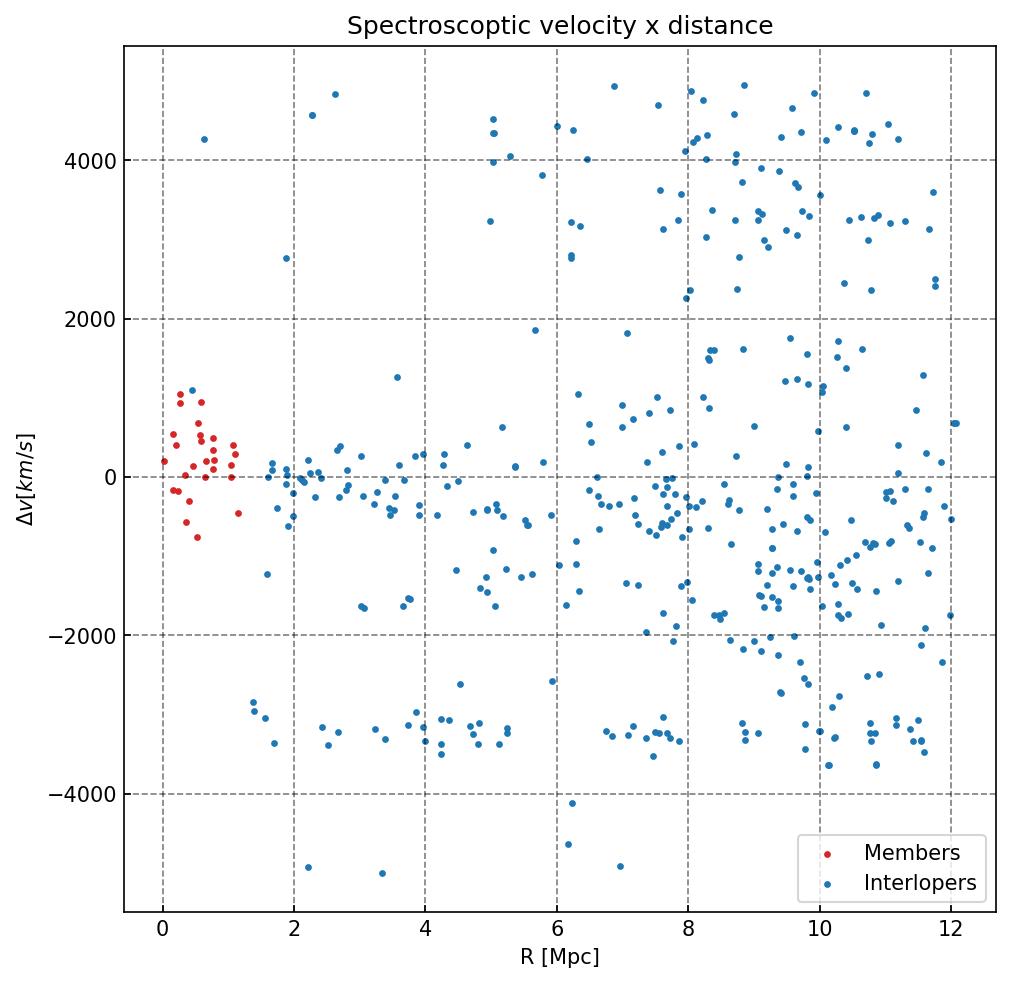 Spectroscoptic velocity x distance
Δv[km/s]
4000
2000
0
−2000
−4000
0 2 4 6 8 10 12
R [Mpc]
Members
Interlopers